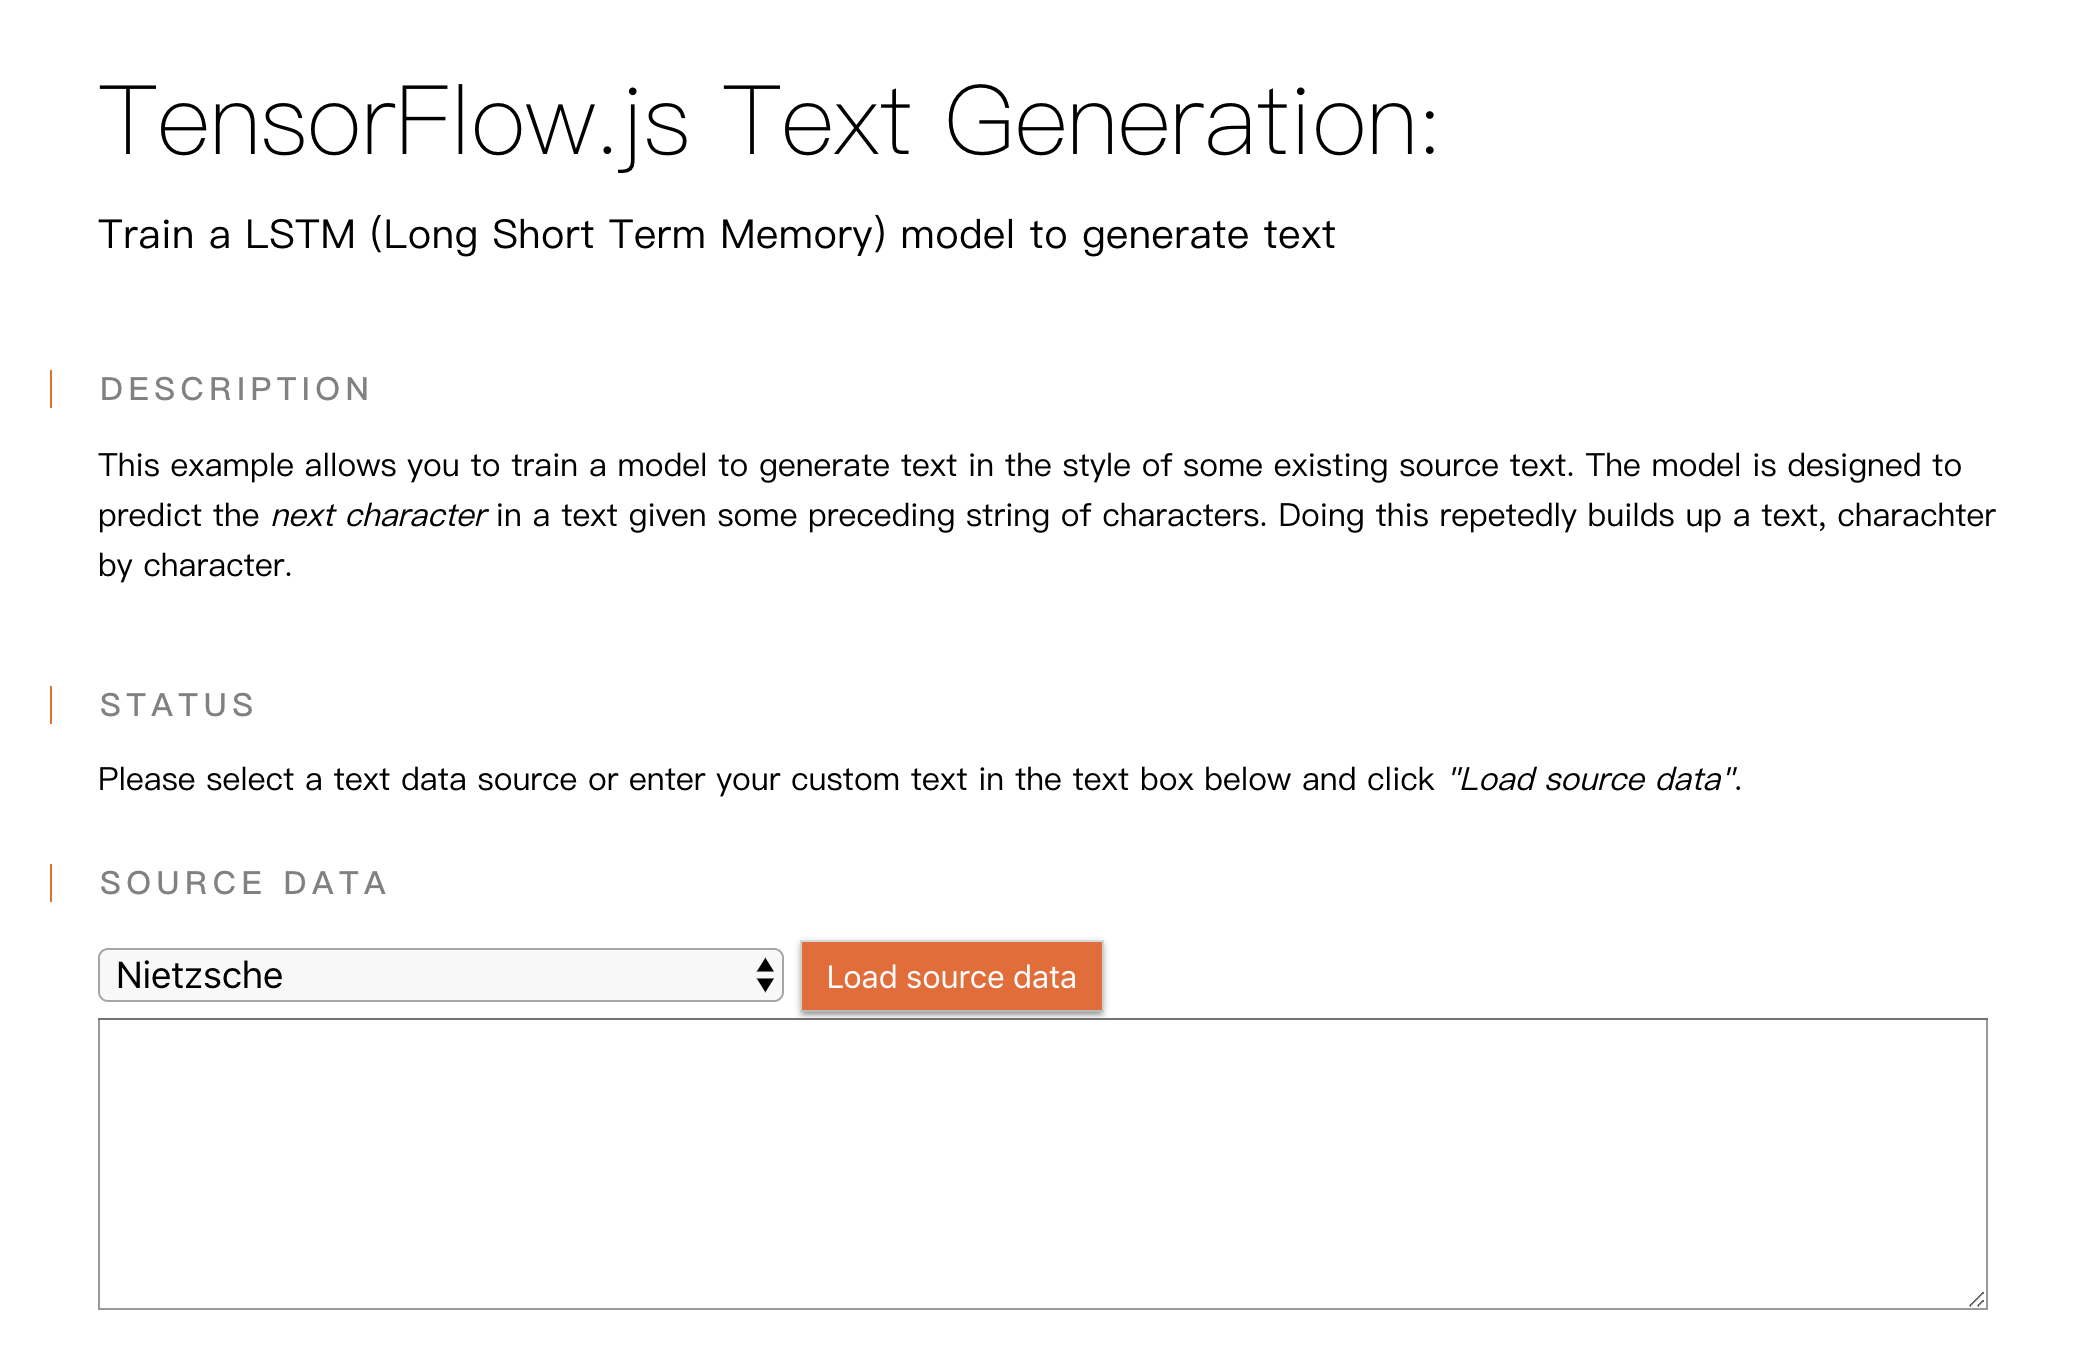 TensorFlow.js Text Generation:
Train a LSTM (Long Short Term Memory) model to generate text
DESCRIPTION
This example allows you to train a model to generate text in the style of some existing source text. The model is designed to
predict the next character in a text given some preceding string of characters. Doing this repetedly builds up a text, charachter
by character.
STATUS
Please select a text data source or enter your custom text in the text box below and click "Load source data".
SOURCE DATA
Nietzsche
Load source data